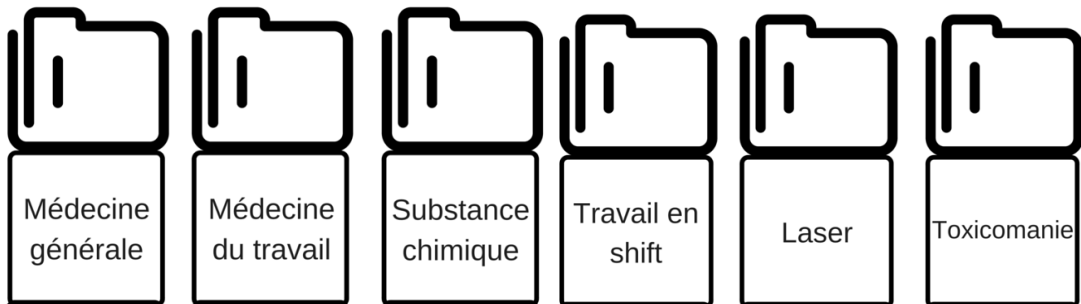 Médecine
générale
Médecine
du travail
Substance
chimique
Travail en
shift
Laser
Toxicomanie